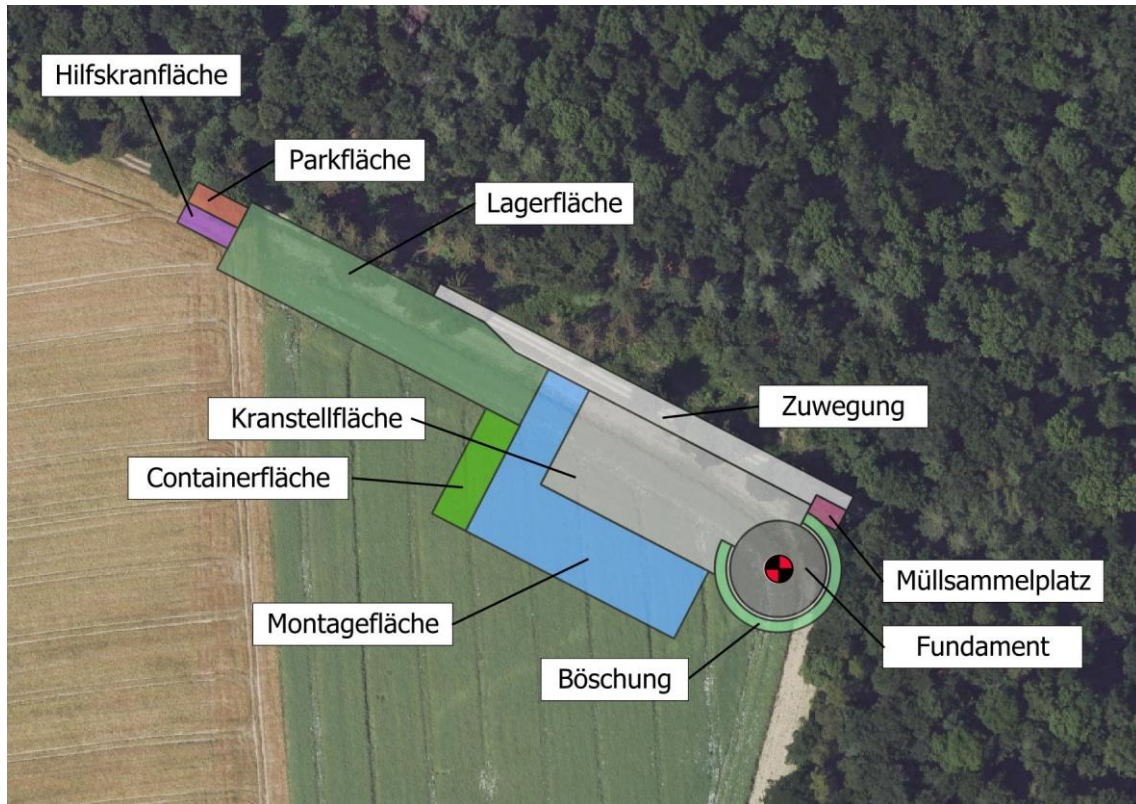 Hilfskranfläche
Parkfläche
Lagerfläche
Kranstellfläche
Zuwegung
Containerfläche
Müllsammelplatz
Montagefläche
Fundament
Böschung